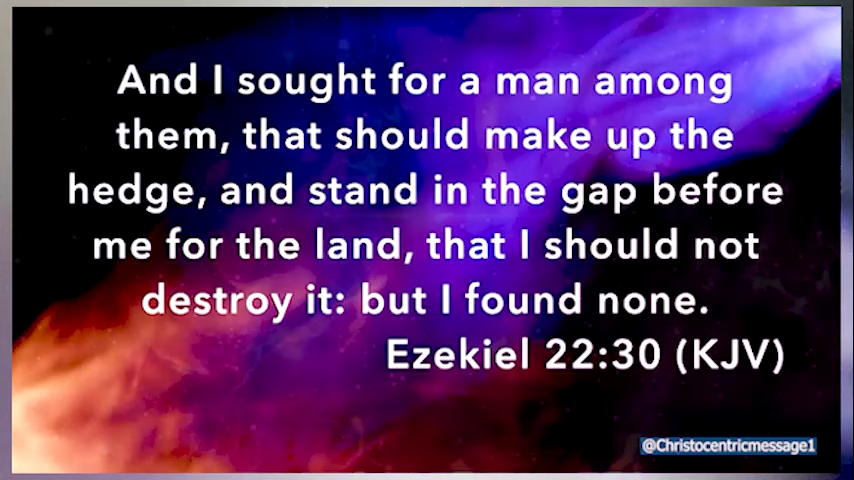 And I sought for a man among
them, that should make up the
hedge, and stand in the gap before
me for the land, that I should not
destroy it: but I found none.
Ezekiel 22:30 (KJV)
@Christocentricmessage1